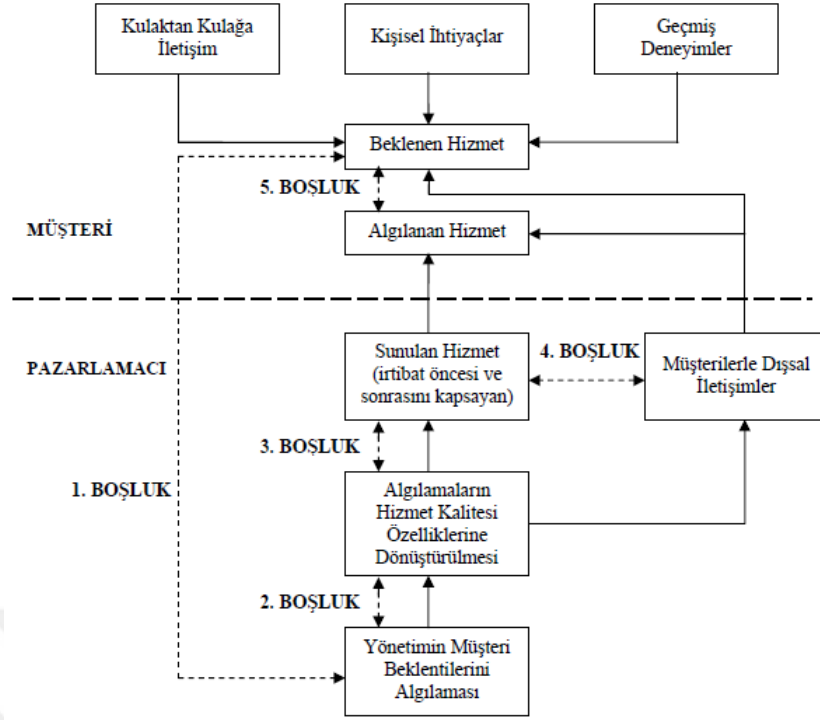 Kulaktan Kulağa
İletişim
Kişisel İhtiyaçlar
Geçmiş
Deneyimler
Beklenen Hizmet
5. BOŞLUK
MÜŞTERİ
Algılanan Hizmet
PAZARLAMACI
Sunulan Hizmet
(irtibat öncesi ve
sonrasını kapsayan)
4. BOŞLUK
Müşterilerle Dışsal
İletişimler
3. BOŞLUK
1. BOŞLUK
Algılamaların
Hizmet Kalitesi
Özelliklerine
Dönüştürülmesi
2. BOŞLUK
Yönetimin Müşteri
Beklentilerini
Algılaması